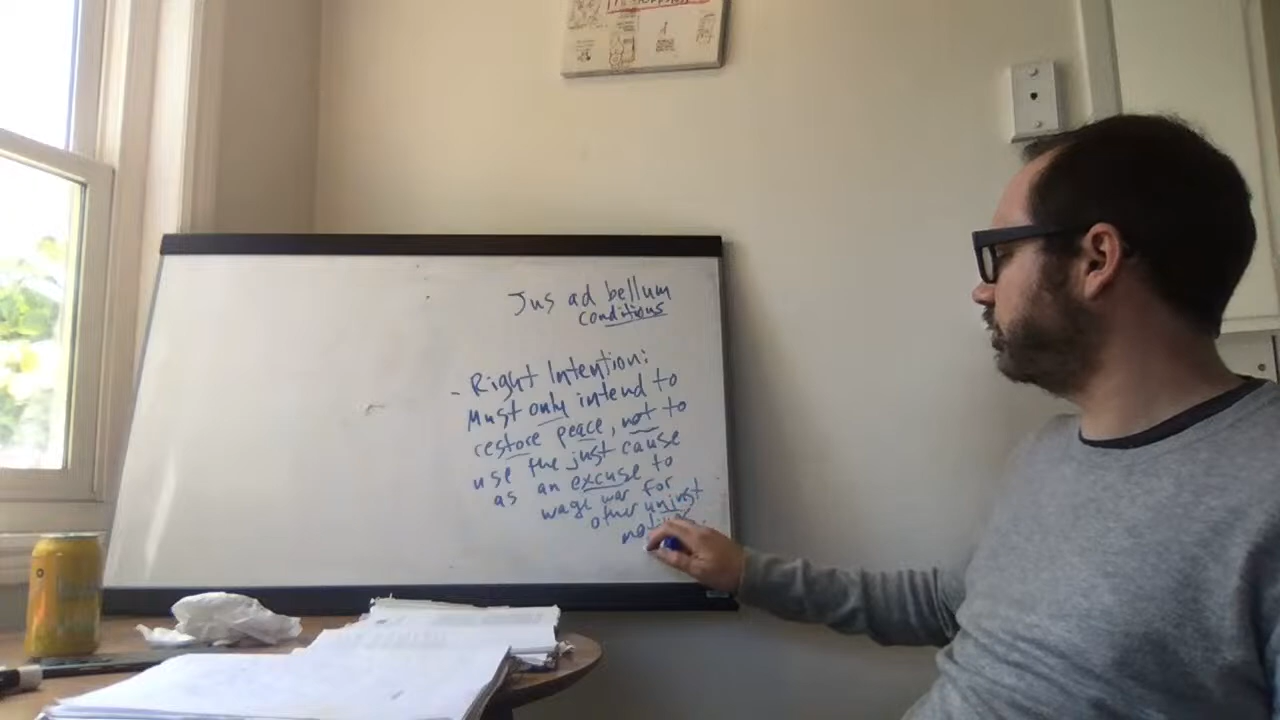 Jus ad bellum
conditions
- Right Intention:
Must only intend to
restore peace, not to
use the just cause
as an excuse to
wage war for
other unjust